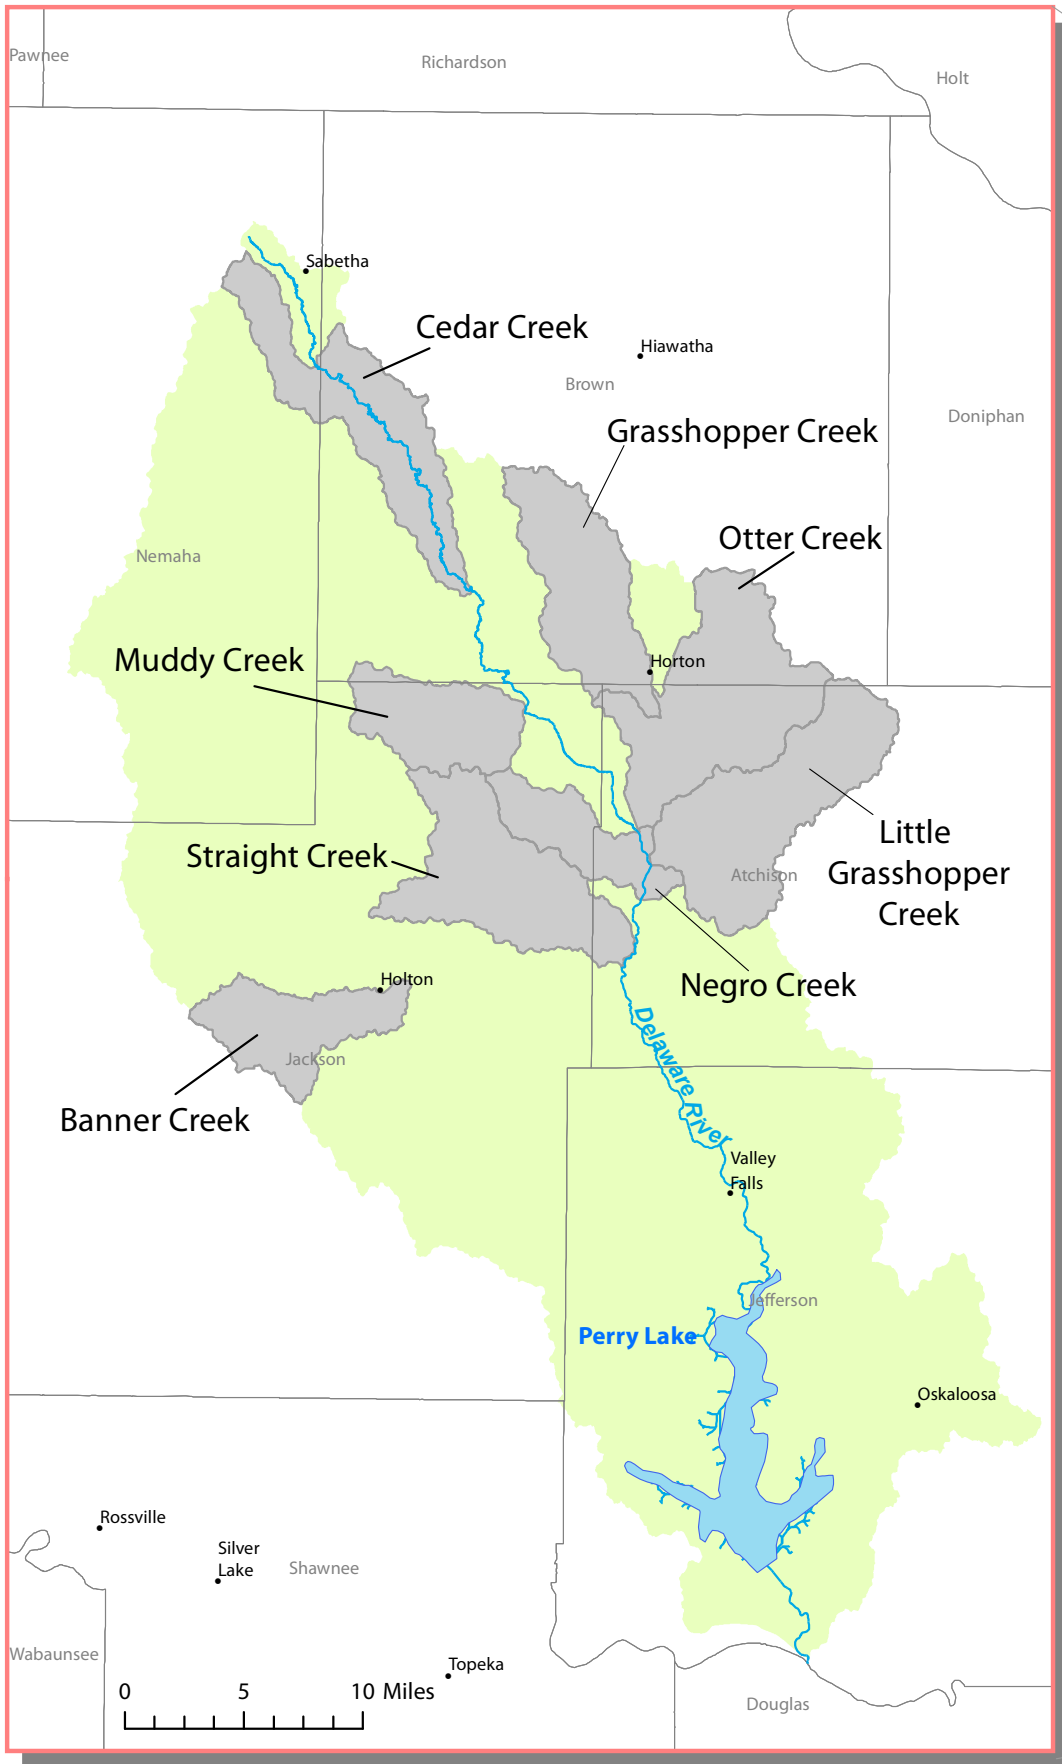 Pawnee
Richardson
Holt
Sabetha
Cedar Creek
Hiawatha
Brown
Doniphan
Grasshopper Creek
Otter Creek
Nemaha
Muddy Creek
Horton
Straight Creek
Little
Grasshopper
Creek
Atchison
Negro Creek
Holton
Delaware River
Jackson
Banner Creek
Valley
Falls
Jefferson
Perry Lake
Oskaloosa
Rossville
Silver
Lake
Shawnee
Wabaunsee
Topeka
0 5 10 Miles
Douglas